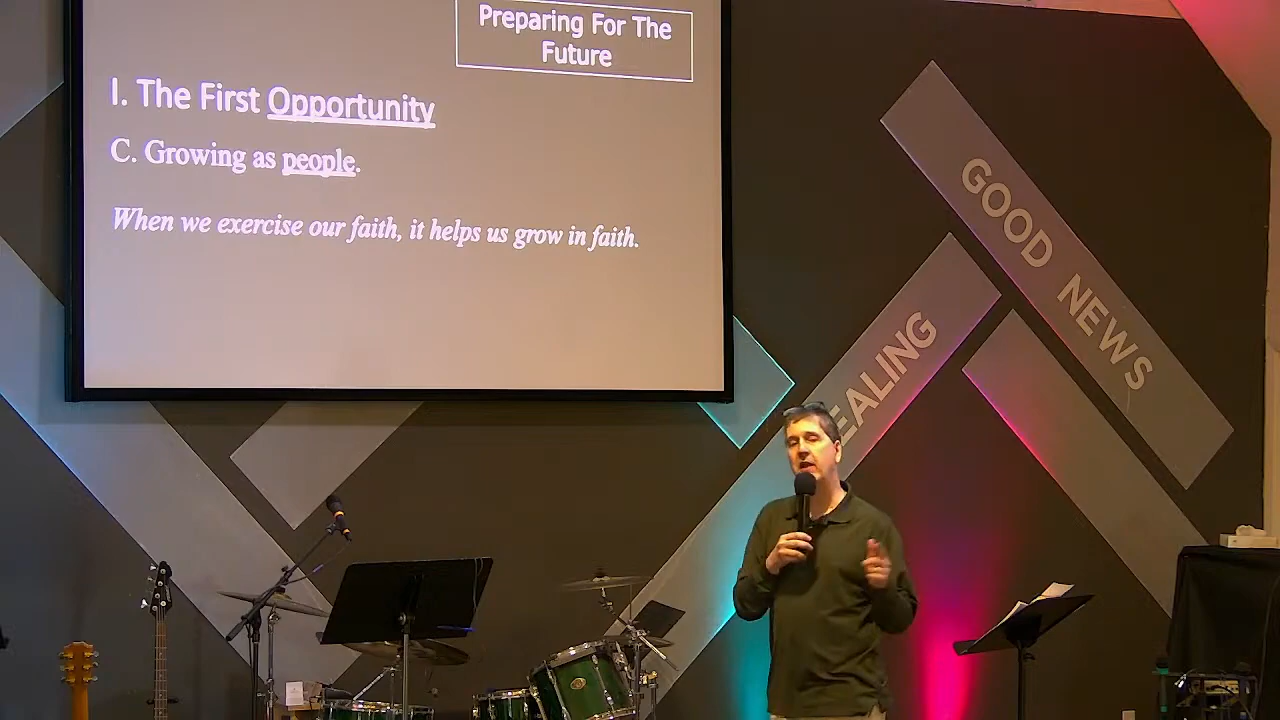 Preparing For The
Future
I. The First Opportunity
C. Growing as people.
When we exercise our faith, it helps us grow in faith.
GOOD NEWS
EALING